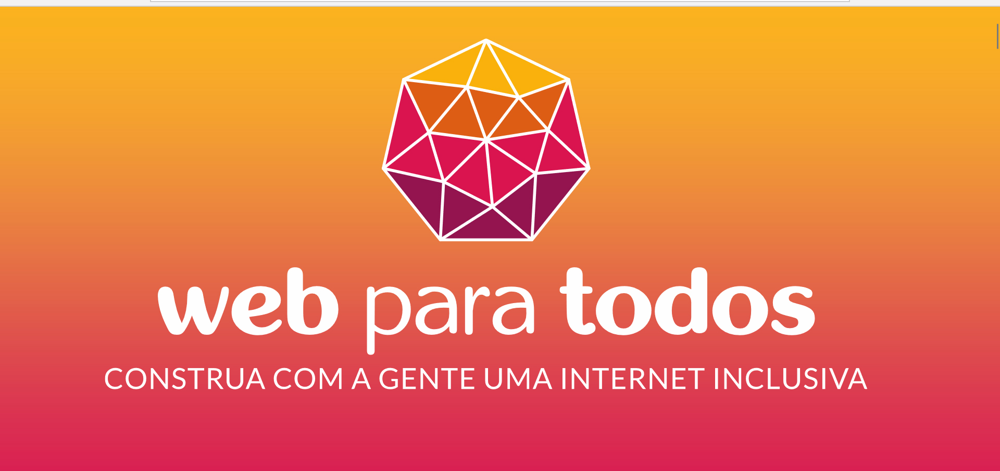 web para todos
CONSTRUA COM A GENTE UMA INTERNET INCLUSIVA